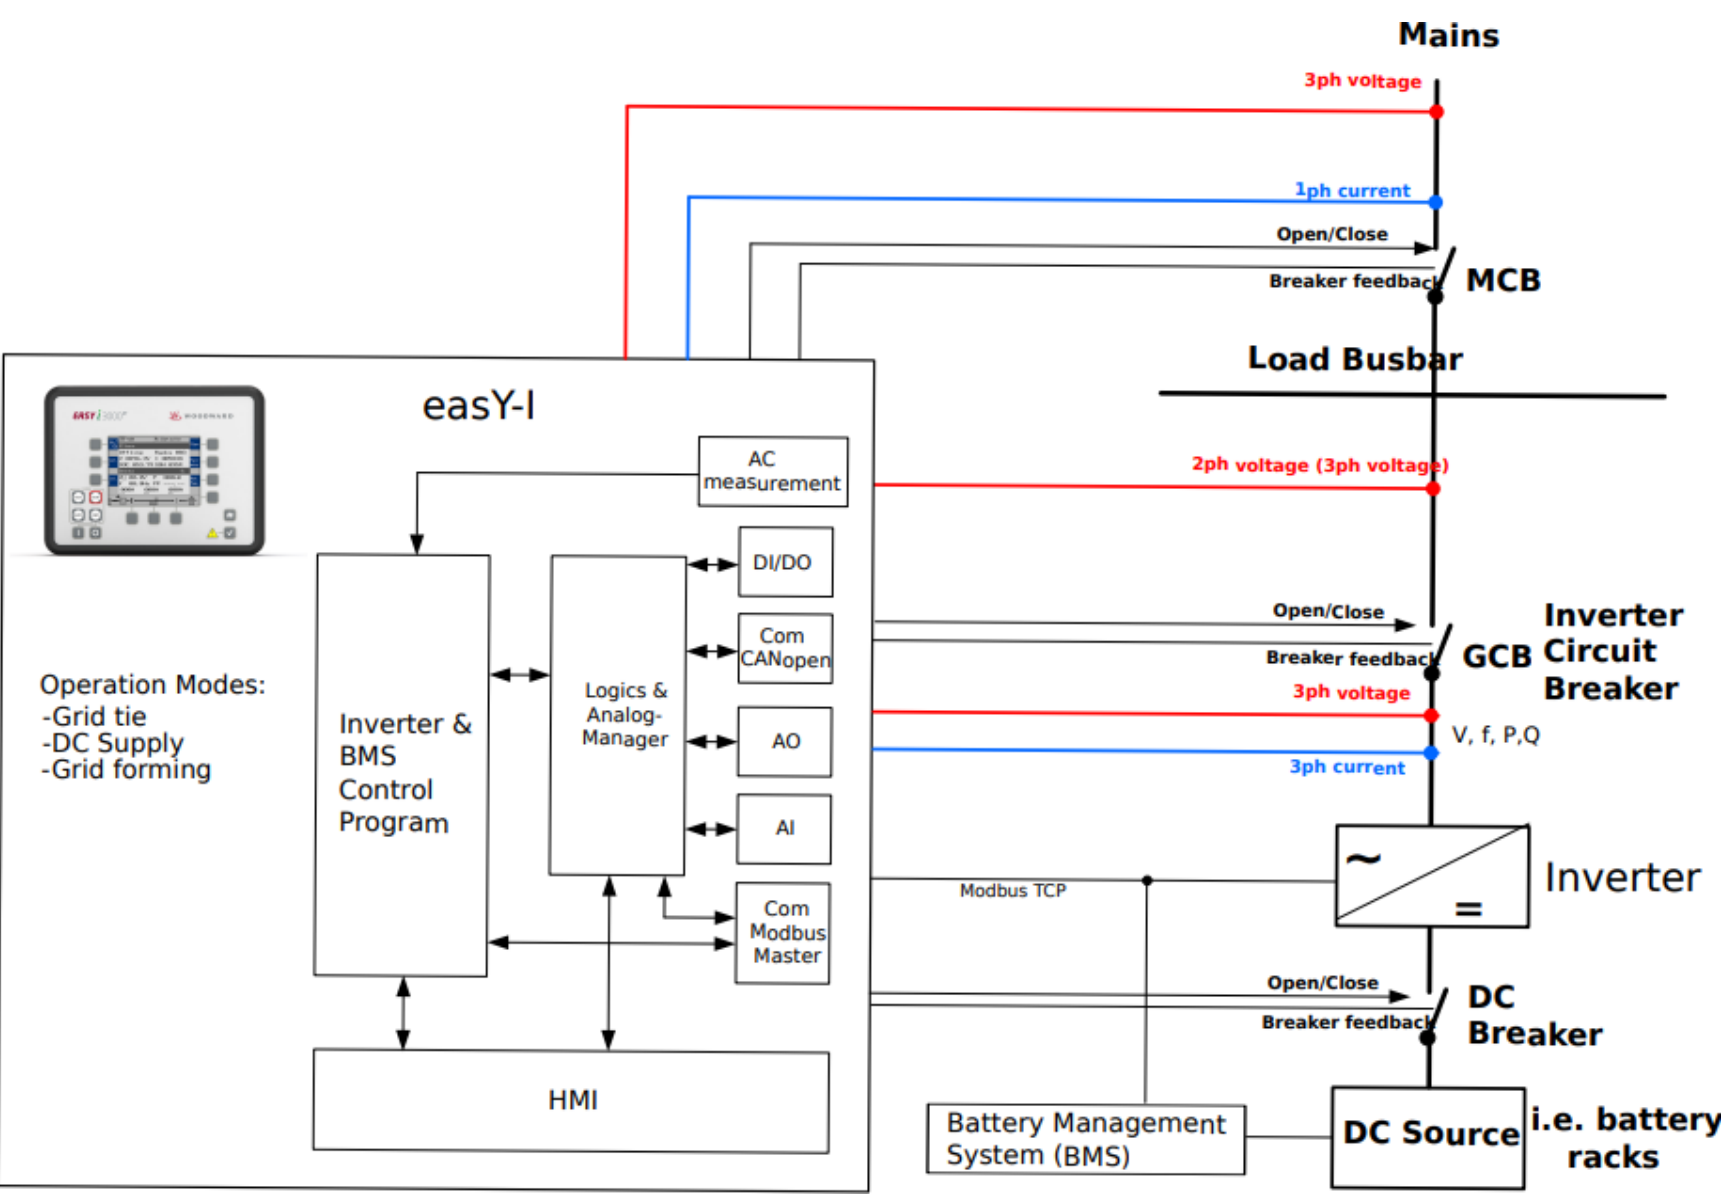 Mains
3ph voltage
1ph current
Open/Close
Breaker feedback
MCB
Load Busbar
EASY i 3000
WOODWARD
easY-I
AC
measurement
2ph voltage (3ph voltage)
DI/DO
Com
CANopen
Open/Close
Breaker feedback
GCB
Inverter
Circuit
Breaker
Operation Modes:
-Grid tie
-DC Supply
-Grid forming
Inverter &
BMS
Control
Program
Logics &
Analog-
Manager
AO
3ph voltage
V, f, P,Q
3ph current
AI
Modbus TCP
~
=
Inverter
Com
Modbus
Master
Open/Close
Breaker feedback
DC
Breaker
HMI
Battery Management
System (BMS)
DC Source
i.e. battery
racks